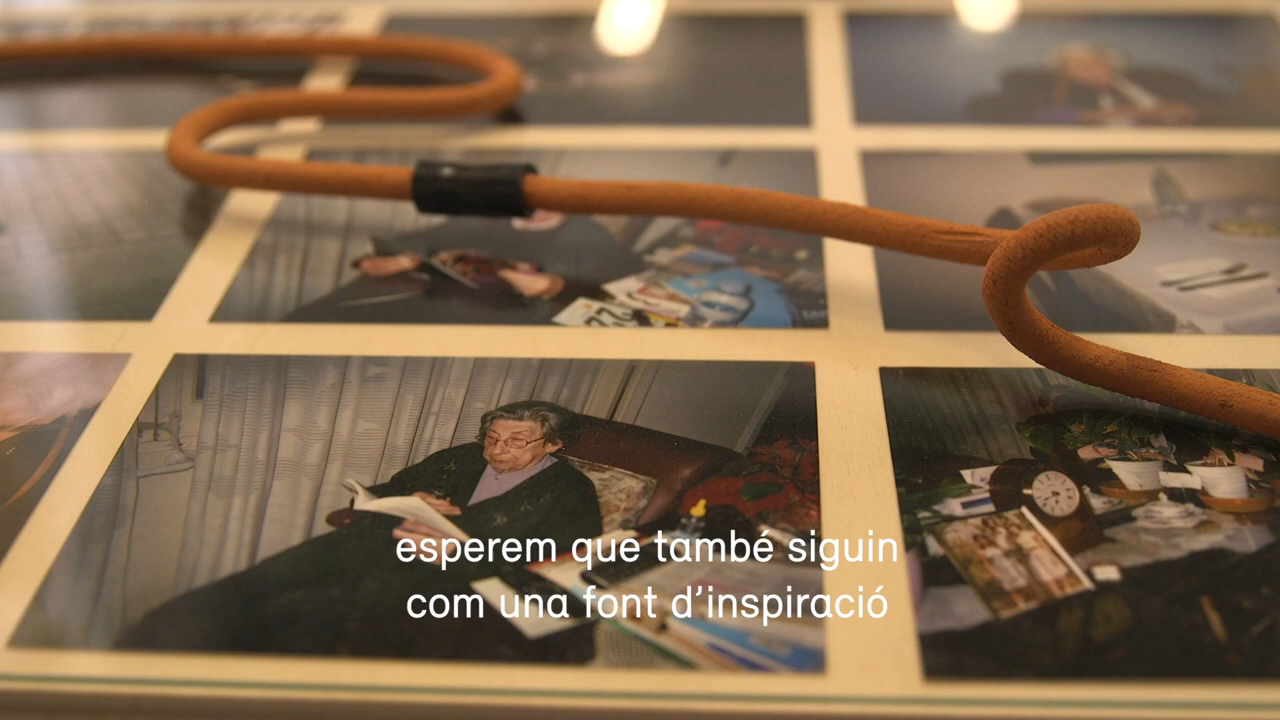 esperem que també siguin
com una font d'inspiració